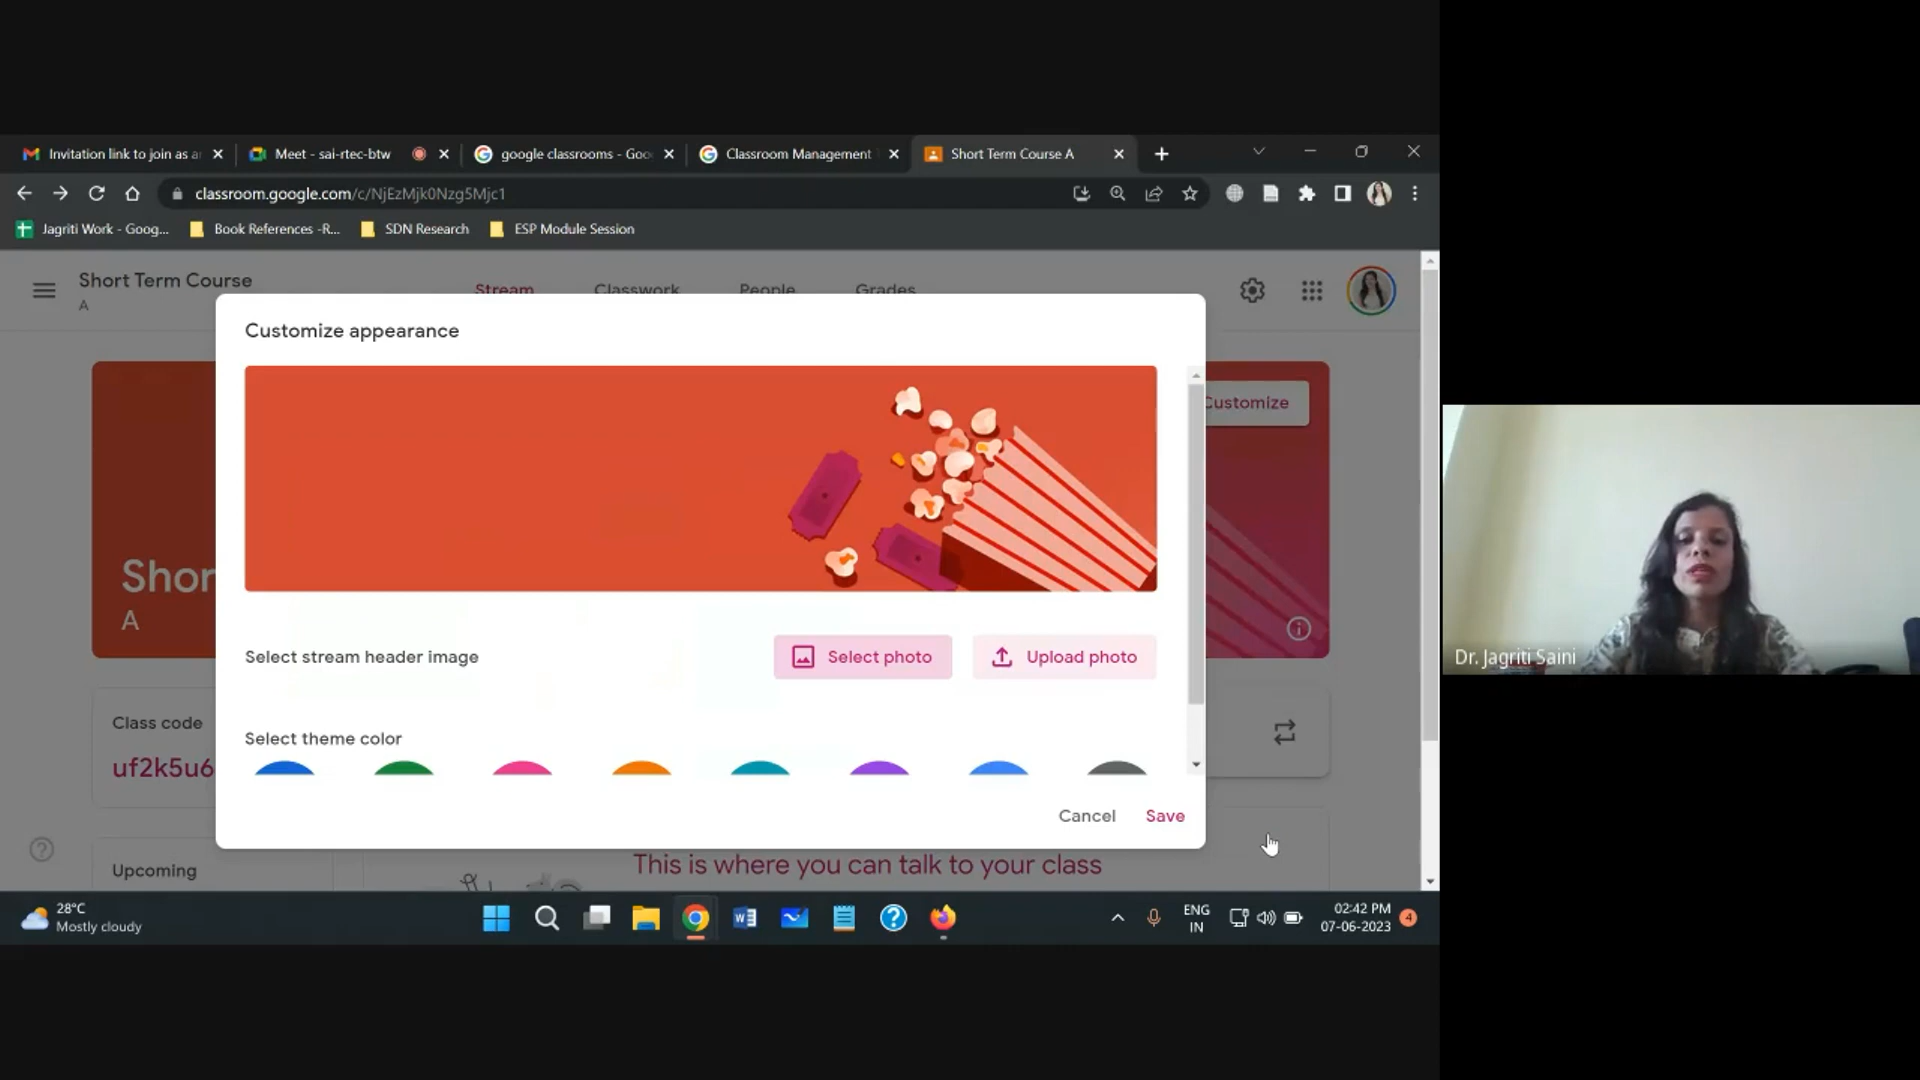 Invitation link to join as a
Meet - sai-rtec-btw
google classrooms - Goo
Classroom Management
Short Term Course A
classroom.google.com/c/NjEzMjk0Nzg5Mjc1
Jagriti Work - Goog...
Book References -R...
SDN Research
ESP Module Session
Short Term Course
A
Stream
Classwork
People
Grades
Customize appearance
Customize
Shor
A
Select stream header image
Select photo
Upload photo
Dr. Jagriti Saini
Class code
Select theme color
uf2k5u6
Cancel
Save
Upcoming
This is where you can talk to your class
28°C
Mostly cloudy
ENG
IN
02:42 PM
07-06-2023
4